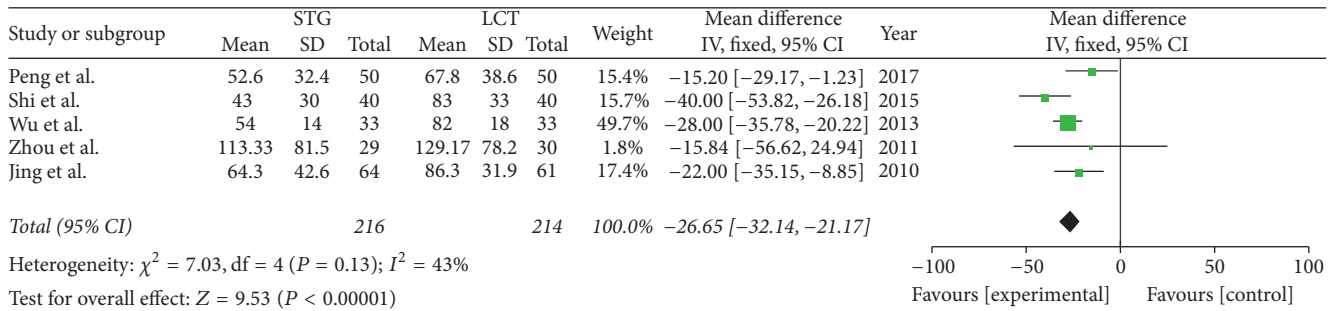 Study or subgroup STG LCT Weight Mean difference Year Mean difference
Mean SD Total Mean SD Total IV, fixed, 95% CI IV, fixed, 95% CI
Peng et al. 52.6 32.4 50 67.8 38.6 50 15.4% −15.20 [−29.17, −1.23] 2017
Shi et al. 43 30 40 83 33 40 15.7% −40.00 [−53.82, −26.18] 2015
Wu et al. 54 14 33 82 18 33 49.7% −28.00 [−35.78, −20.22] 2013
Zhou et al. 113.33 81.5 29 129.17 78.2 30 1.8% −15.84 [−56.62, 24.94] 2011
Jing et al. 64.3 42.6 64 86.3 31.9 61 17.4% −22.00 [−35.15, −8.85] 2010
Total (95% CI) 216 214 100.0% −26.65 [−32.14, −21.17]
Heterogeneity: χ² = 7.03, df = 4 (P = 0.13); I² = 43%
Test for overall effect: Z = 9.53 (P < 0.00001)
−100 −50 0 50 100
Favours [experimental] Favours [control]